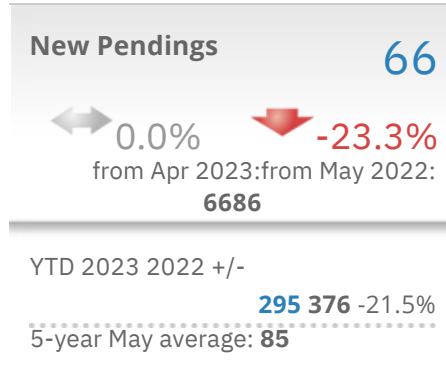 New Pendings
66
0.0% -23.3%
from Apr 2023:from May 2022:
6686
YTD 2023 2022 +/-
295 376 -21.5%
5-year May average: 85